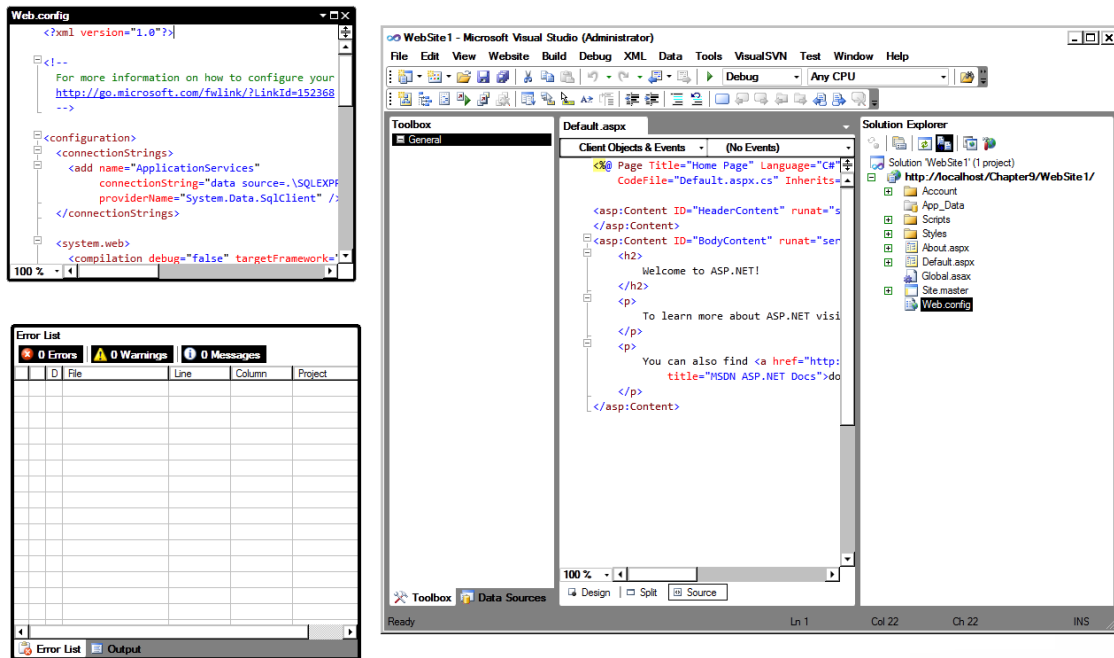 Web.config
<?xml version="1.0"?>
<!--
For more information on how to configure your
http://go.microsoft.com/fwlink/?LinkId=152368
-->
<configuration>
<connectionStrings>
<add name="ApplicationServices"
connectionString="data source=.\SQLEXPR
providerName="System.Data.SqlClient" />
</connectionStrings>
<system.web>
<compilation debug="false" targetFramework="
100 %
Error List
0 Errors
0 Warnings
0 Messages
D File Line Column Project
Error List Output
WebSite1 - Microsoft Visual Studio (Administrator)
File Edit View Website Build Debug XML Data Tools VisualSVN Test Window Help
Debug Any CPU
Toolbox
General
Toolbox Data Sources
Default.aspx
Client Objects & Events (No Events)
<%@ Page Title="Home Page" Language="C#"
CodeFile="Default.aspx.cs" Inherits=
<asp:Content ID="HeaderContent" runat="s
</asp:Content>
<asp:Content ID="BodyContent" runat="ser
<h2>
Welcome to ASP.NET!
</h2>
<p>
To learn more about ASP.NET visi
</p>
<p>
You can also find <a href="http:
title="MSDN ASP.NET Docs">do
</p>
</asp:Content>
100 %
Design Split Source
Solution Explorer
Solution 'WebSite1' (1 project)
http://localhost/Chapter9/WebSite1/
Account
App_Data
Scripts
Styles
About.aspx
Default.aspx
Global.asax
Site.master
Web.config
Ready Ln 1 Col 22 Ch 22 INS